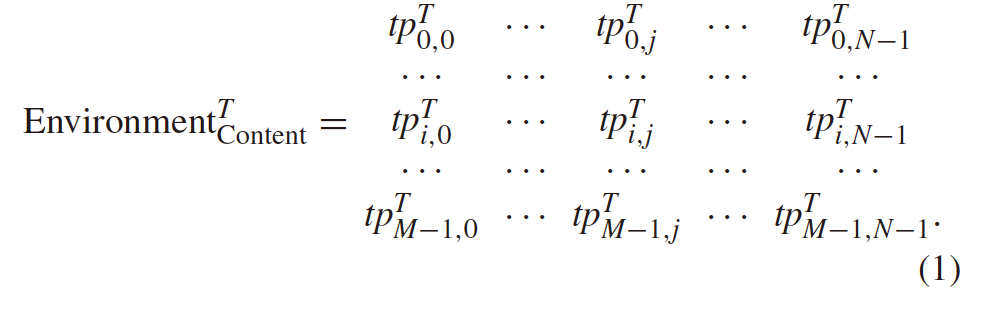 tp^T_{0,0} ⋯ tp^T_{0,j} ⋯ tp^T_{0,N−1}
⋯ ⋯ ⋯ ⋯ ⋯
Environment^T_{Content} = tp^T_{i,0} ⋯ tp^T_{i,j} ⋯ tp^T_{i,N−1}
⋯ ⋯ ⋯ ⋯ ⋯
tp^T_{M−1,0} ⋯ tp^T_{M−1,j} ⋯ tp^T_{M−1,N−1}.
(1)